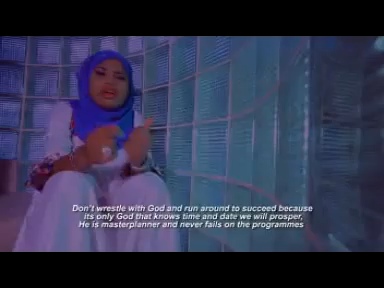 Don't wrestle with God and run around to succeed because
its only God that knows time and date we will prosper,
He is masterplanner and never fails on the programmes